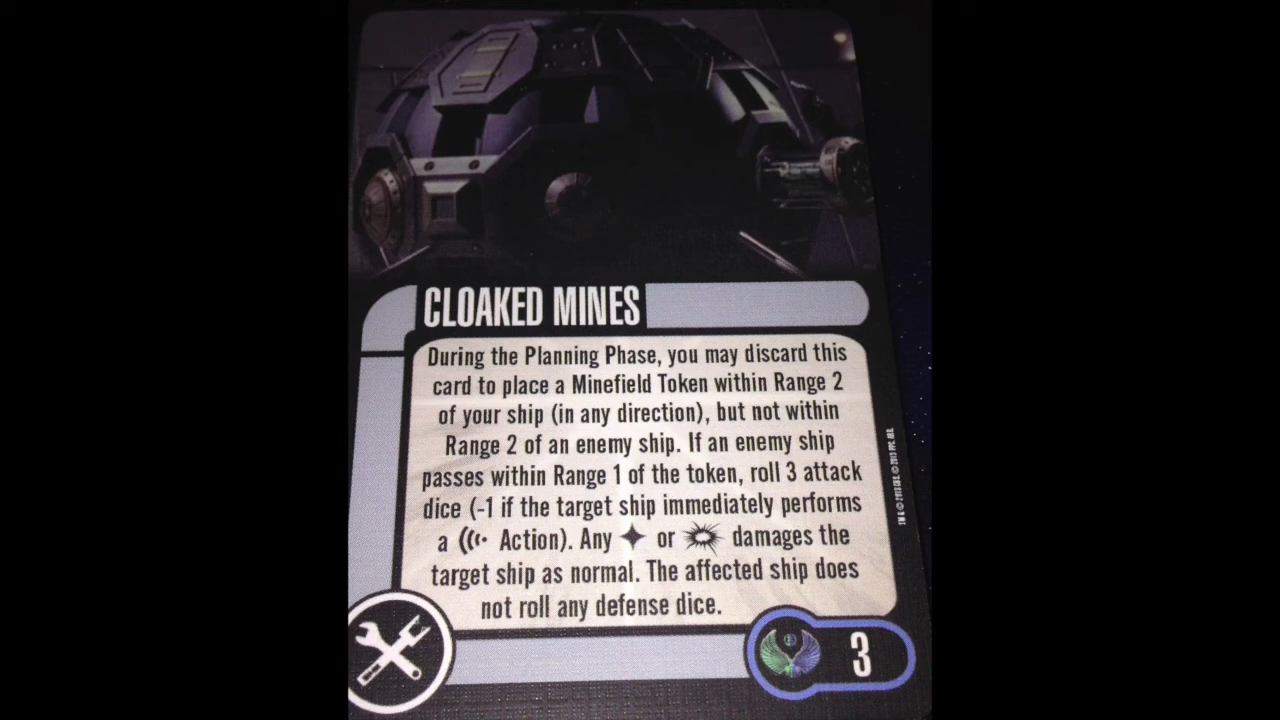 CLOAKED MINES
During the Planning Phase, you may discard this
card to place a Minefield Token within Range 2
of your ship (in any direction), but not within
Range 2 of an enemy ship. If an enemy ship
passes within Range 1 of the token, roll 3 attack
dice (-1 if the target ship immediately performs
a Action). Any or damages the
target ship as normal. The affected ship does
not roll any defense dice.
3